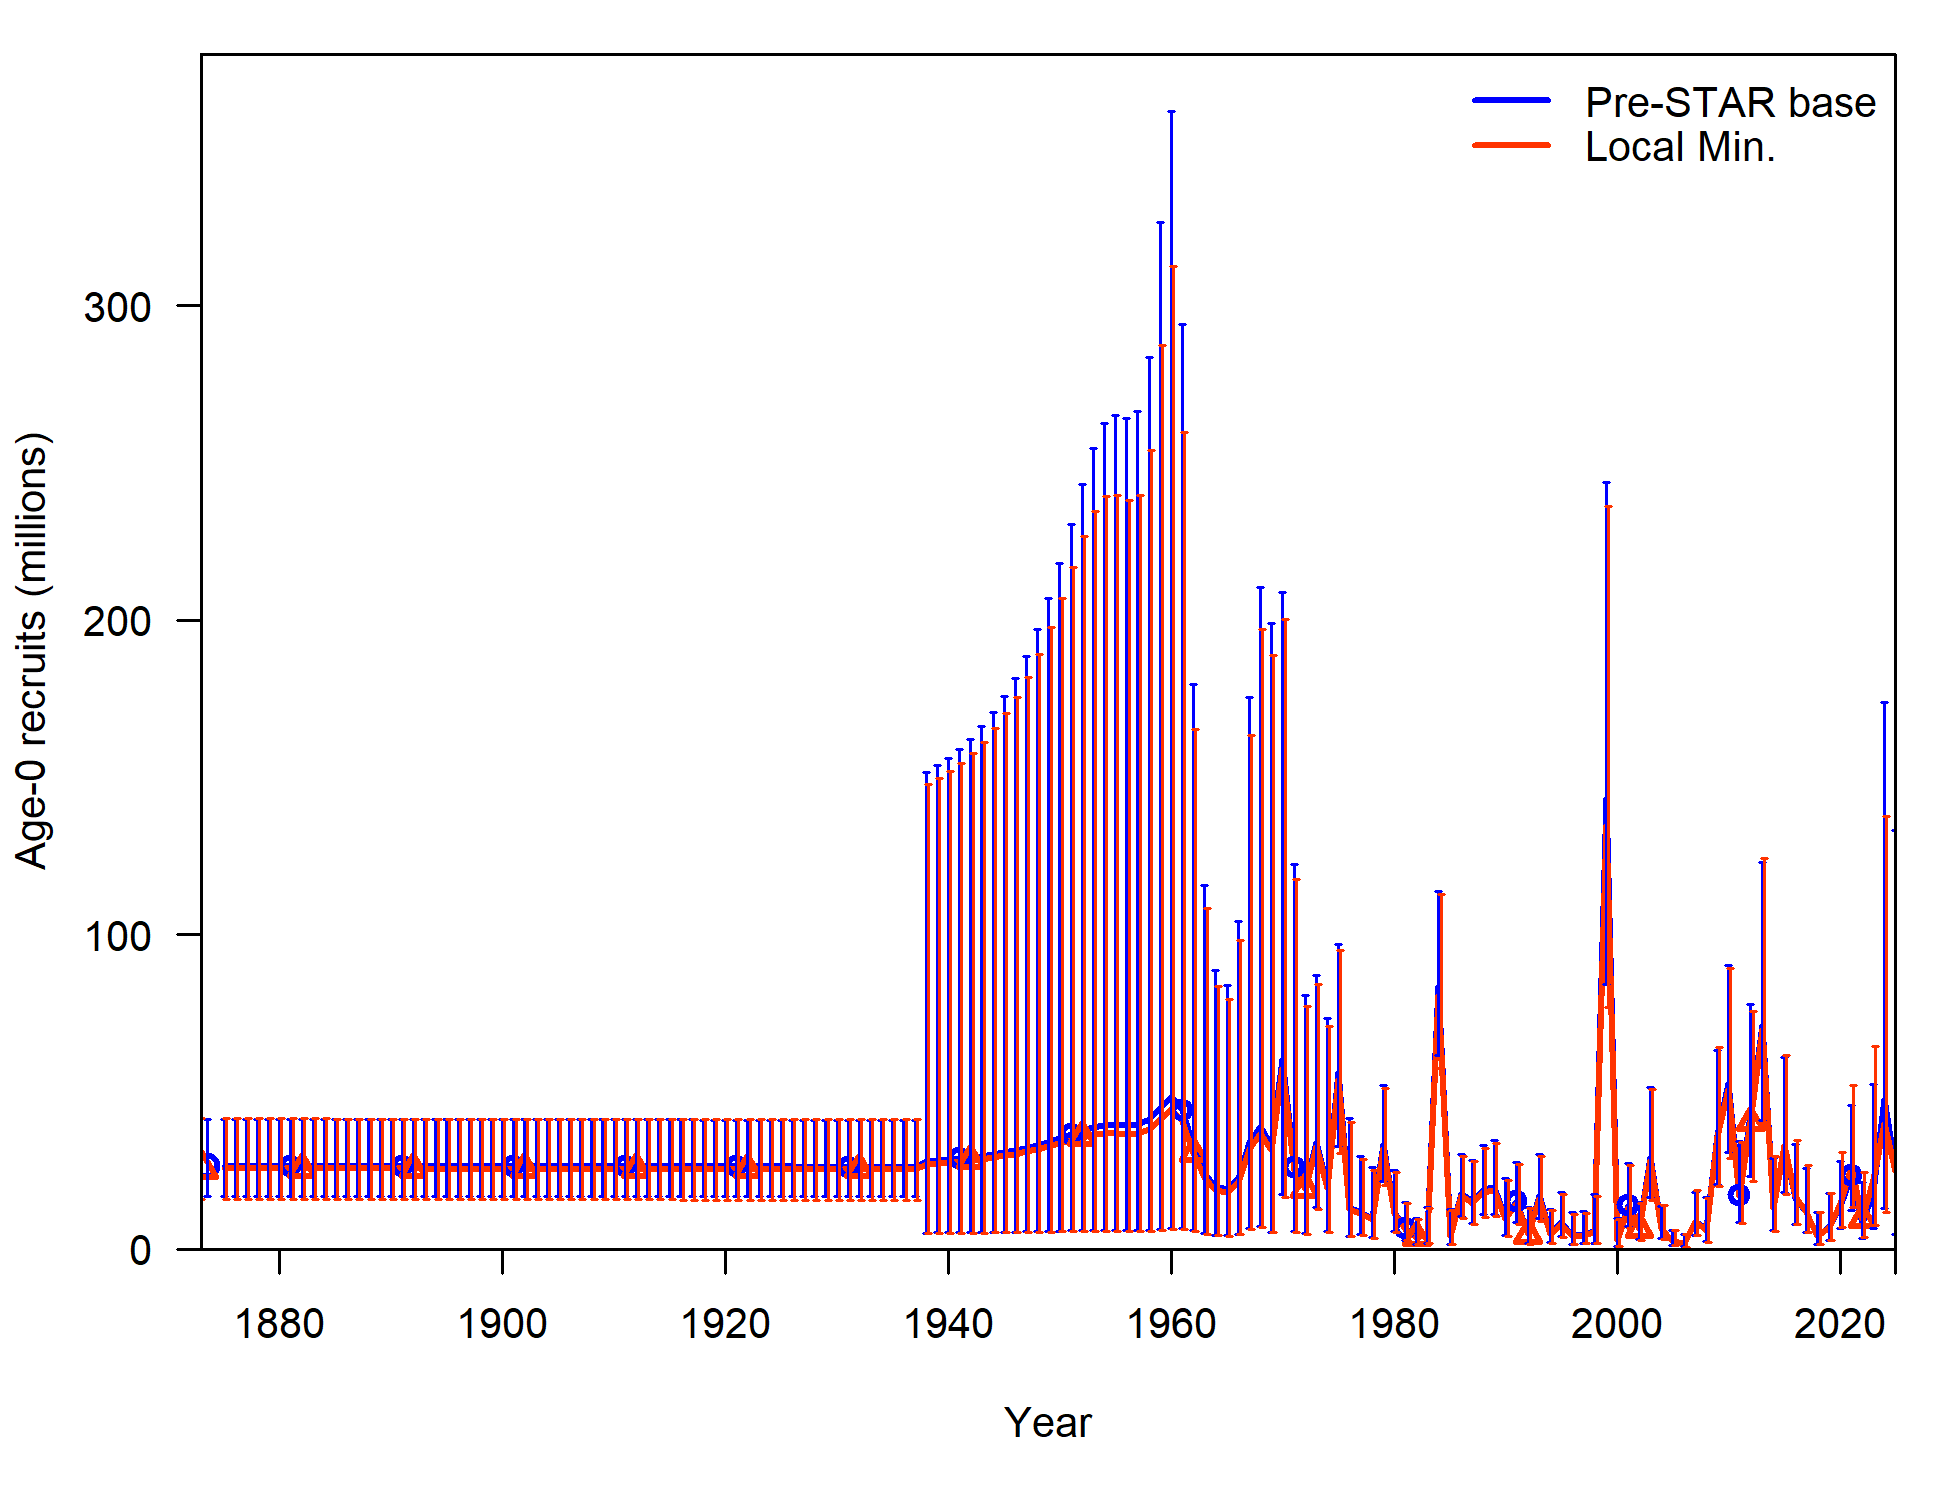 Pre-STAR base
Local Min.
Age-0 recruits (millions)
300
200
100
0
1880 1900 1920 1940 1960 1980 2000 2020
Year